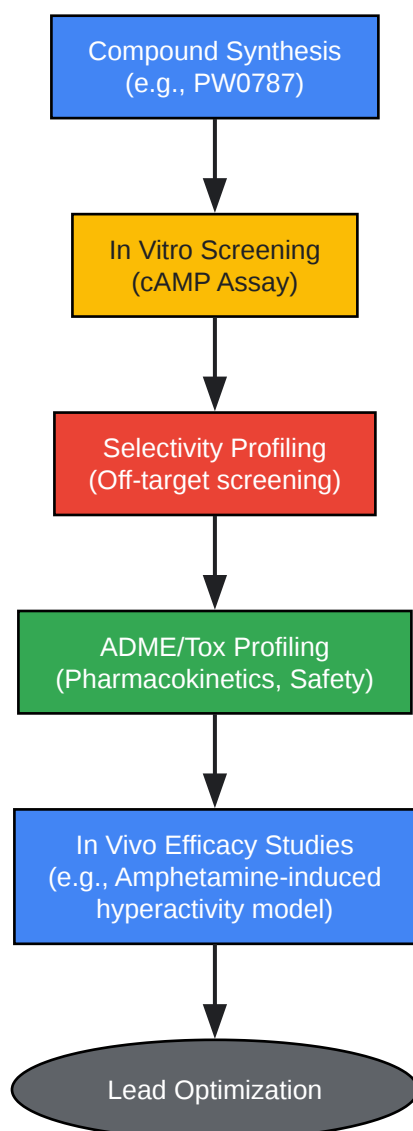 Compound Synthesis
(e.g., PW0787)
In Vitro Screening
(cAMP Assay)
Selectivity Profiling
(Off-target screening)
ADME/Tox Profiling
(Pharmacokinetics, Safety)
In Vivo Efficacy Studies
(e.g., Amphetamine-induced
hyperactivity model)
Lead Optimization